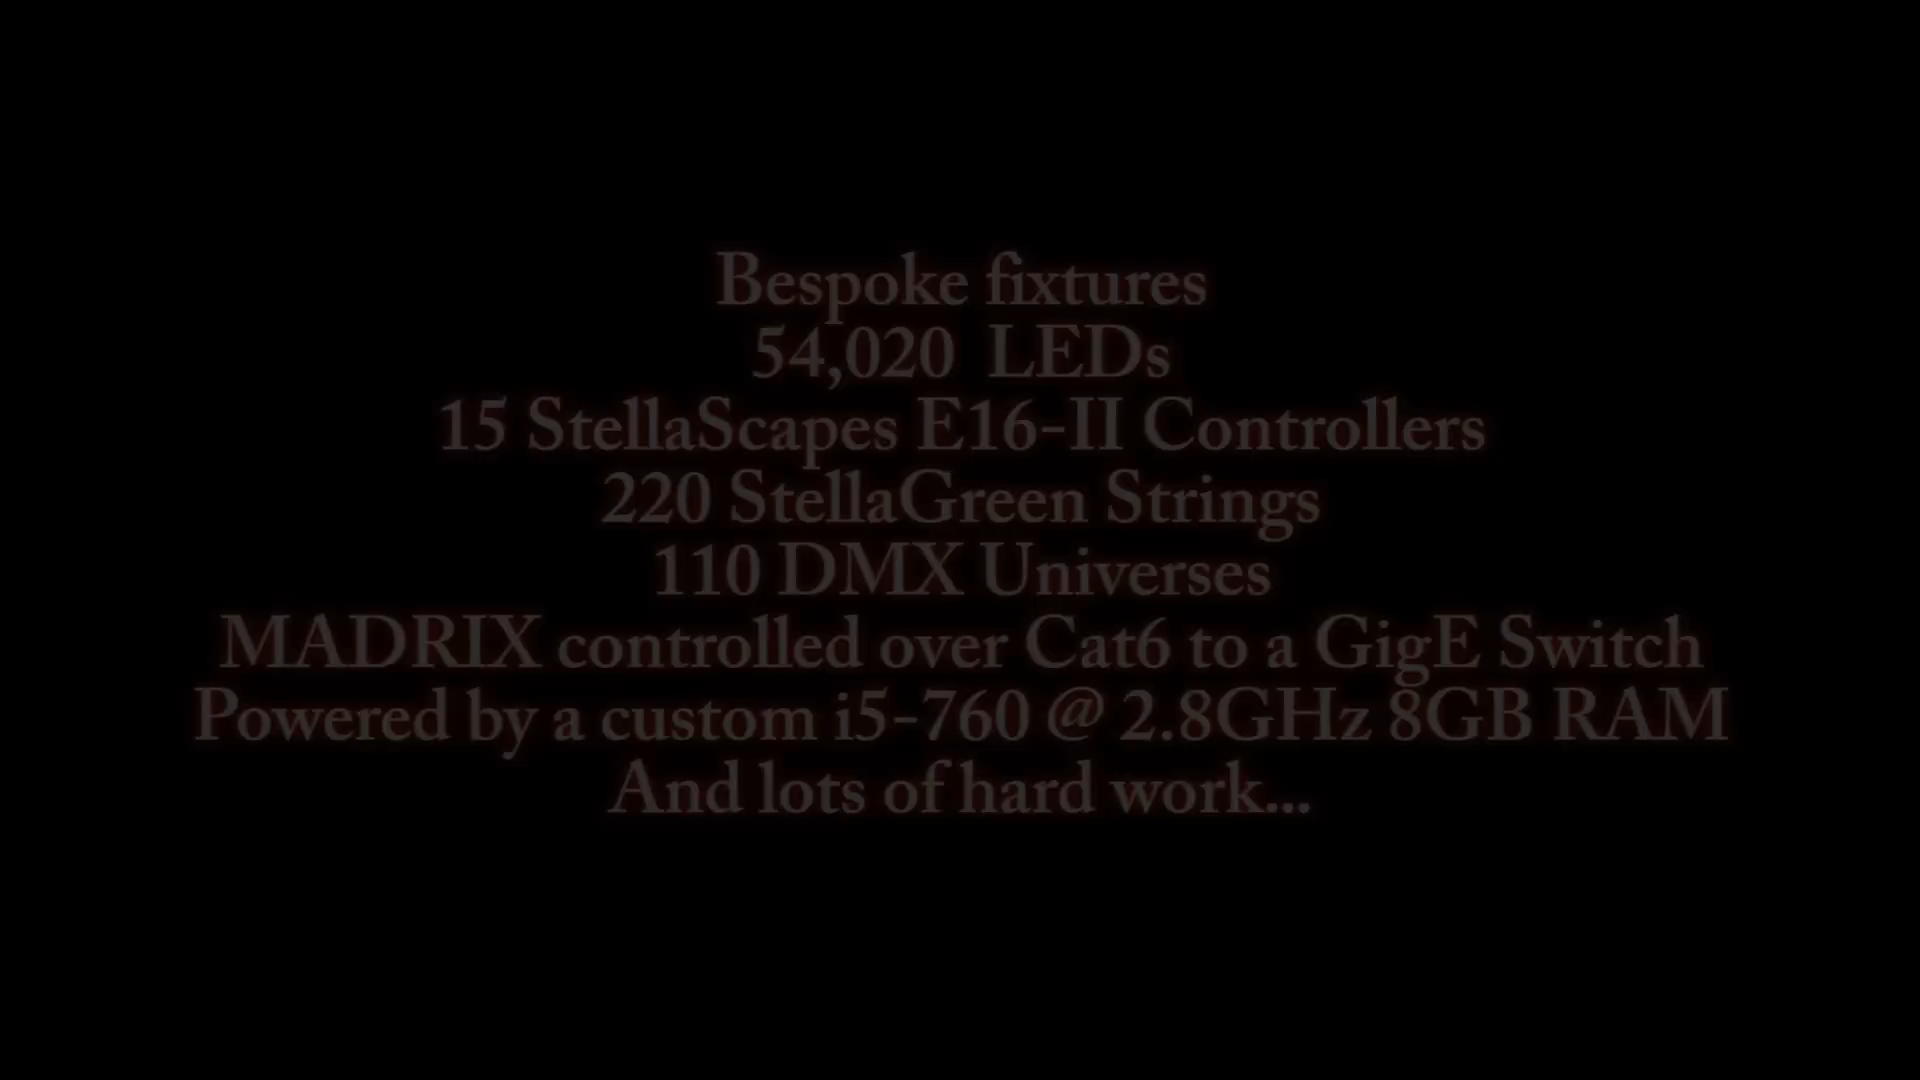 Bespoke fixtures
54,020 LEDs
15 StellaScapes E16-II Controllers
220 StellaGreen Strings
110 DMX Universes
MADRIX controlled over Cat6 to a GigE Switch
Powered by a custom i5-760 @ 2.8GHz 8GB RAM
And lots of hard work...